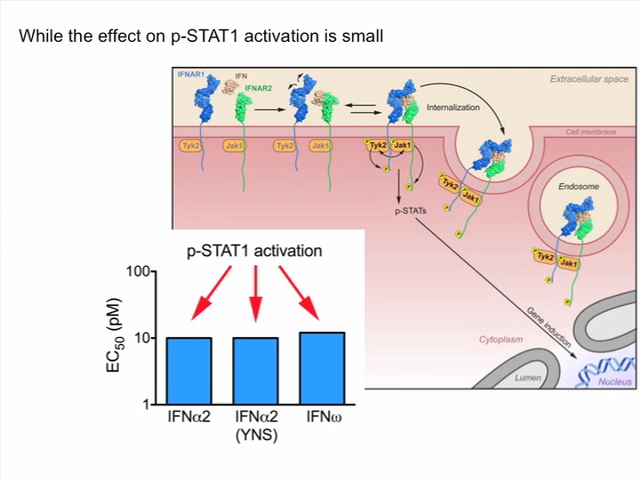 While the effect on p-STAT1 activation is small
IFNAR1
IFN
IFNAR2
Extracellular space
Internalization
Cell membrane
Tyk2
Jak1
Tyk2
Jak1
P
Tyk2
Jak1
P
P
P
p-STATs
Tyk2
Jak1
P
P
Endosome
Tyk2
Jak1
P
P
Gene induction
Cytoplasm
Lumen
Nucleus
p-STAT1 activation
EC50 (pM)
100
10
1
IFNα2
IFNα2
(YNS)
IFNω